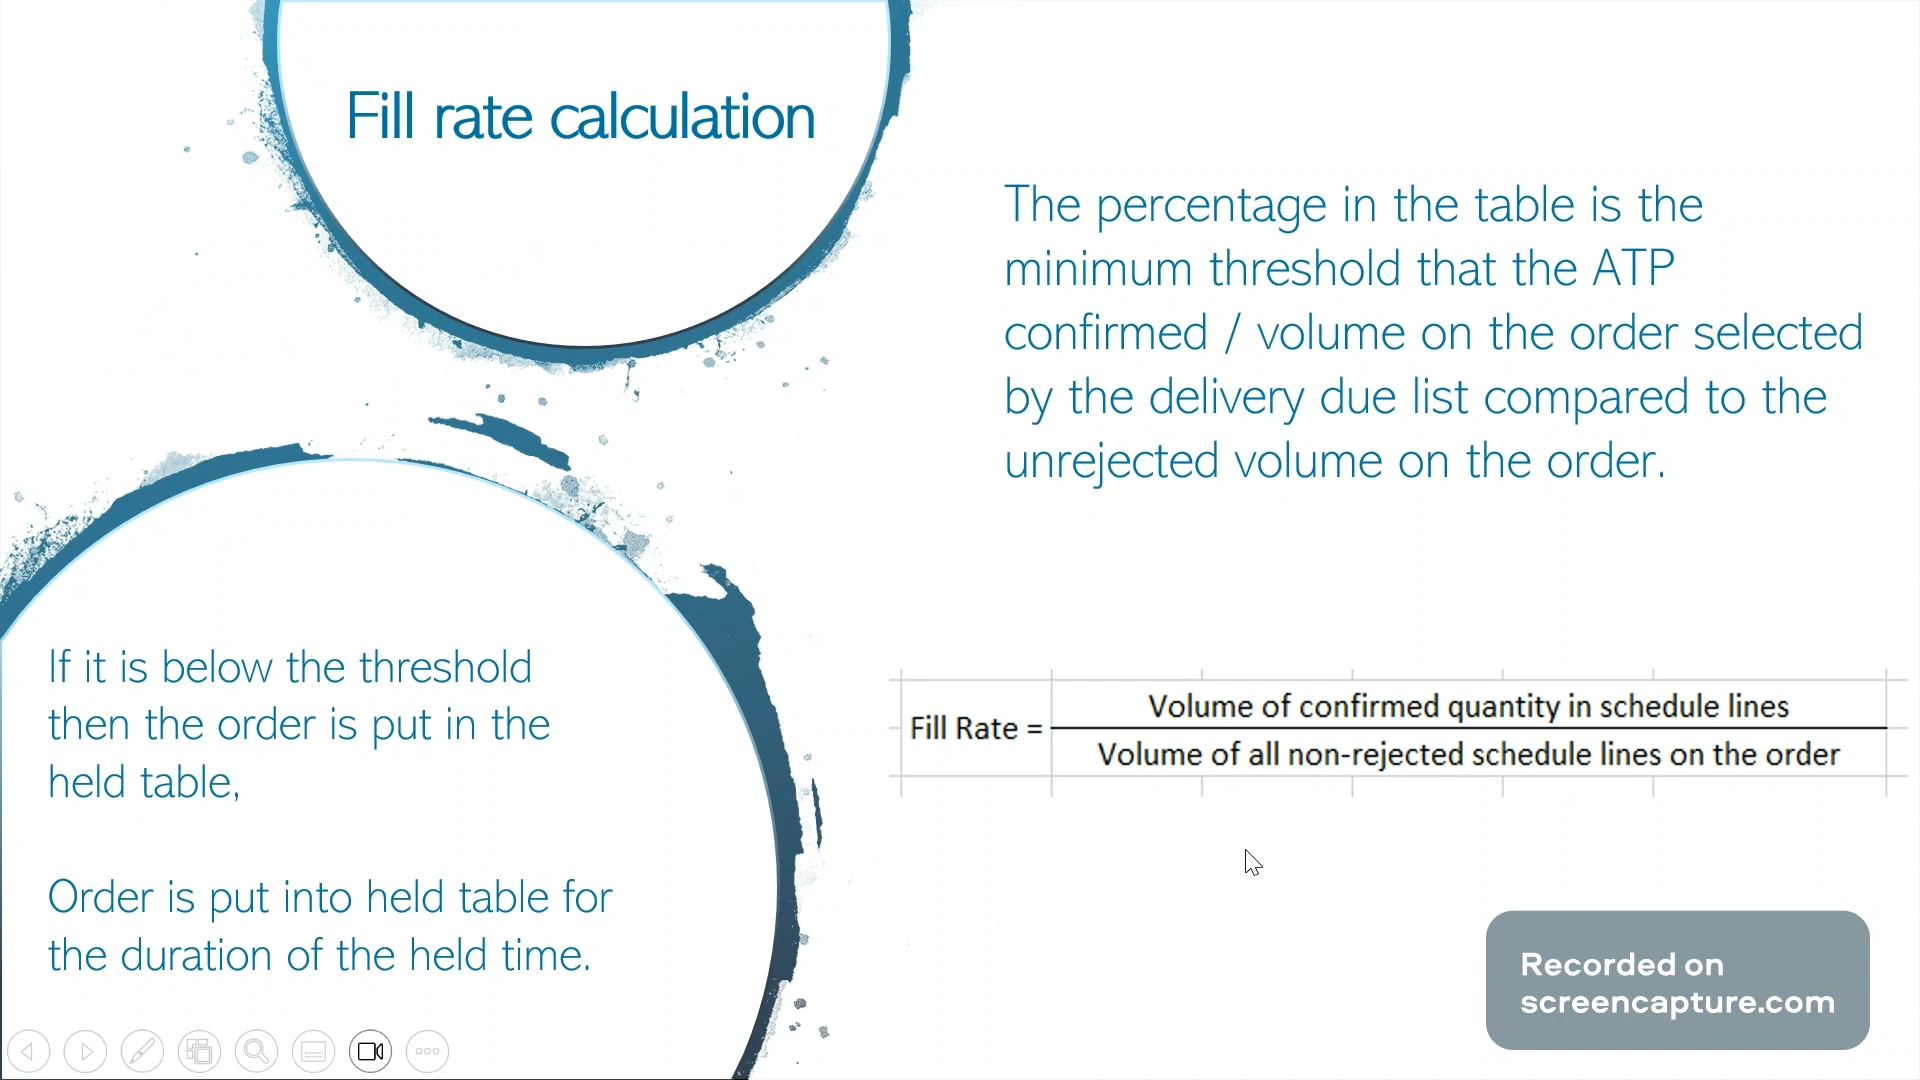 Fill rate calculation
The percentage in the table is the
minimum threshold that the ATP
confirmed / volume on the order selected
by the delivery due list compared to the
unrejected volume on the order.
If it is below the threshold
then the order is put in the
held table,
Order is put into held table for
the duration of the held time.
Fill Rate =
Volume of confirmed quantity in schedule lines
Volume of all non-rejected schedule lines on the order
Recorded on
screencapture.com